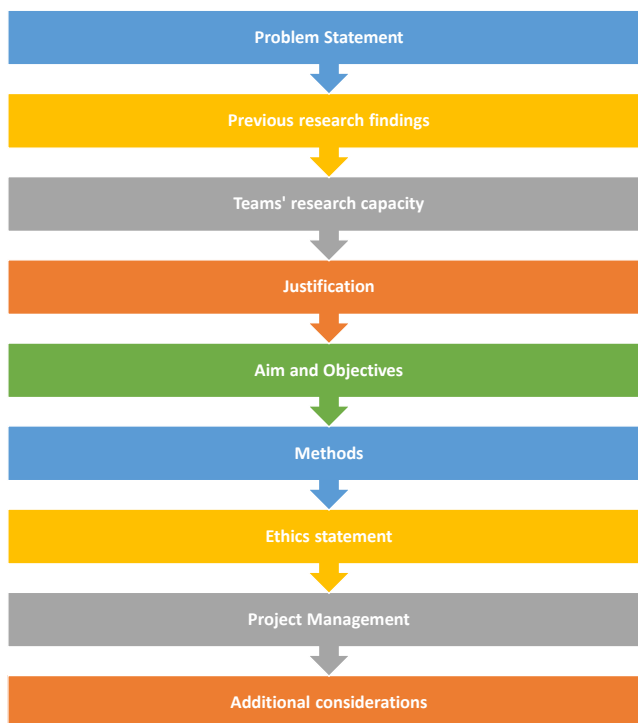 Problem Statement
Previous research findings
Teams' research capacity
Justification
Aim and Objectives
Methods
Ethics statement
Project Management
Additional considerations